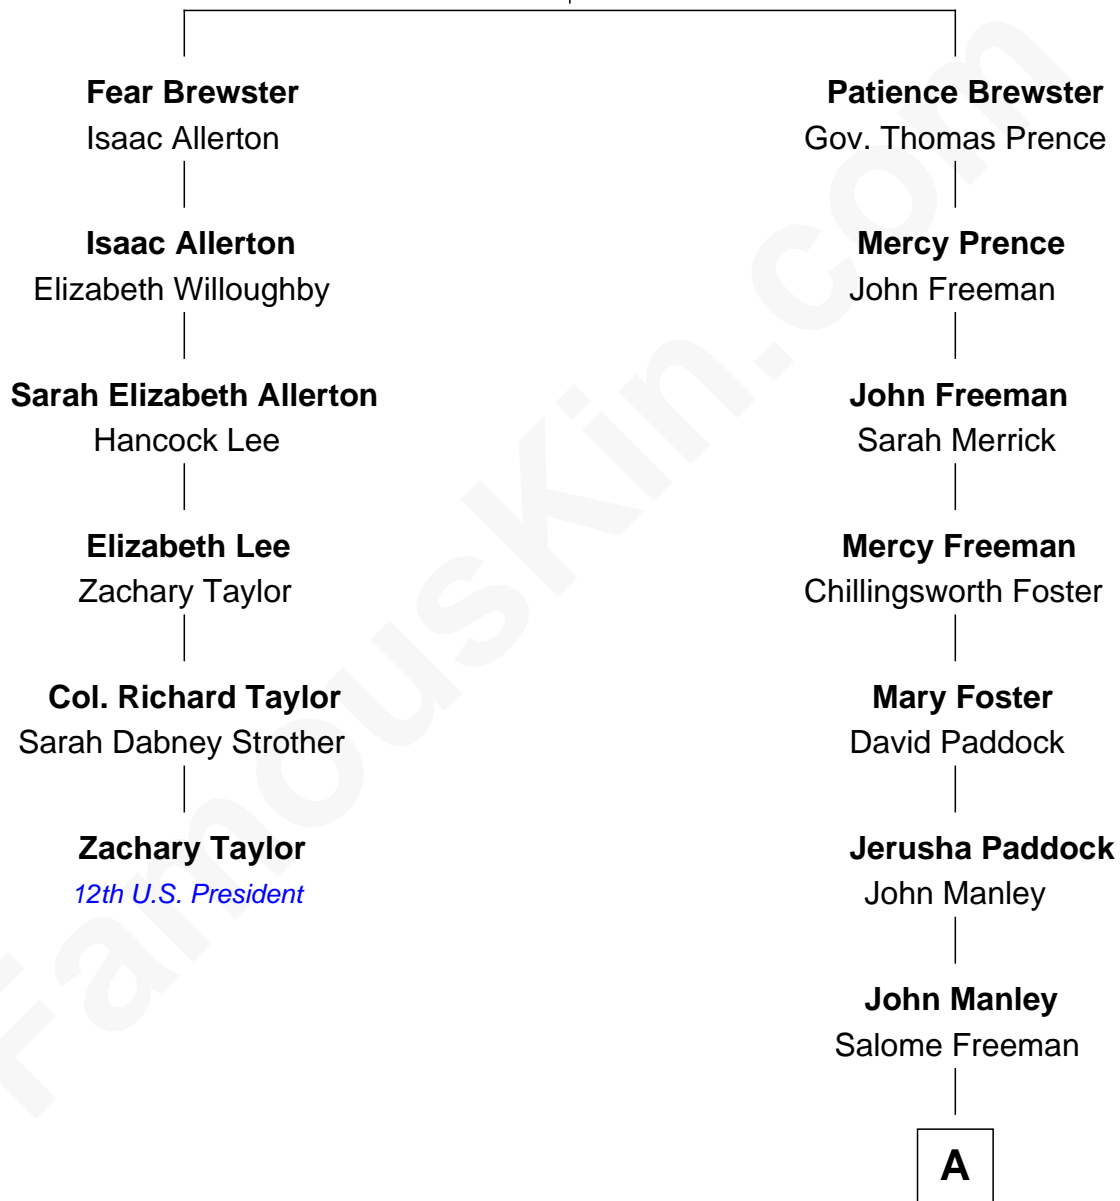 Fear Brewster
Isaac Allerton
Isaac Allerton
Elizabeth Willoughby
Sarah Elizabeth Allerton
Hancock Lee
Elizabeth Lee
Zachary Taylor
Col. Richard Taylor
Sarah Dabney Strother
Zachary Taylor
12th U.S. President
Patience Brewster
Gov. Thomas Prence
Mercy Prence
John Freeman
John Freeman
Sarah Merrick
Mercy Freeman
Chillingsworth Foster
Mary Foster
David Paddock
Jerusha Paddock
John Manley
John Manley
Salome Freeman
A
FamousKin.com